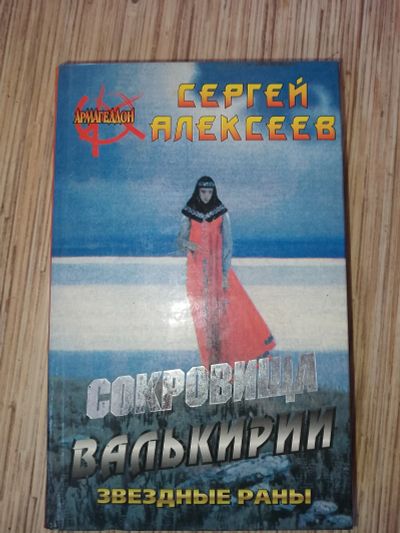 АРМАГЕДДОН
СЕРГЕЙ
АЛЕКСЕЕВ
СОКРОВИЩА
ВАЛЬКИРИИ
ЗВЕЗДНЫЕ РАНЫ